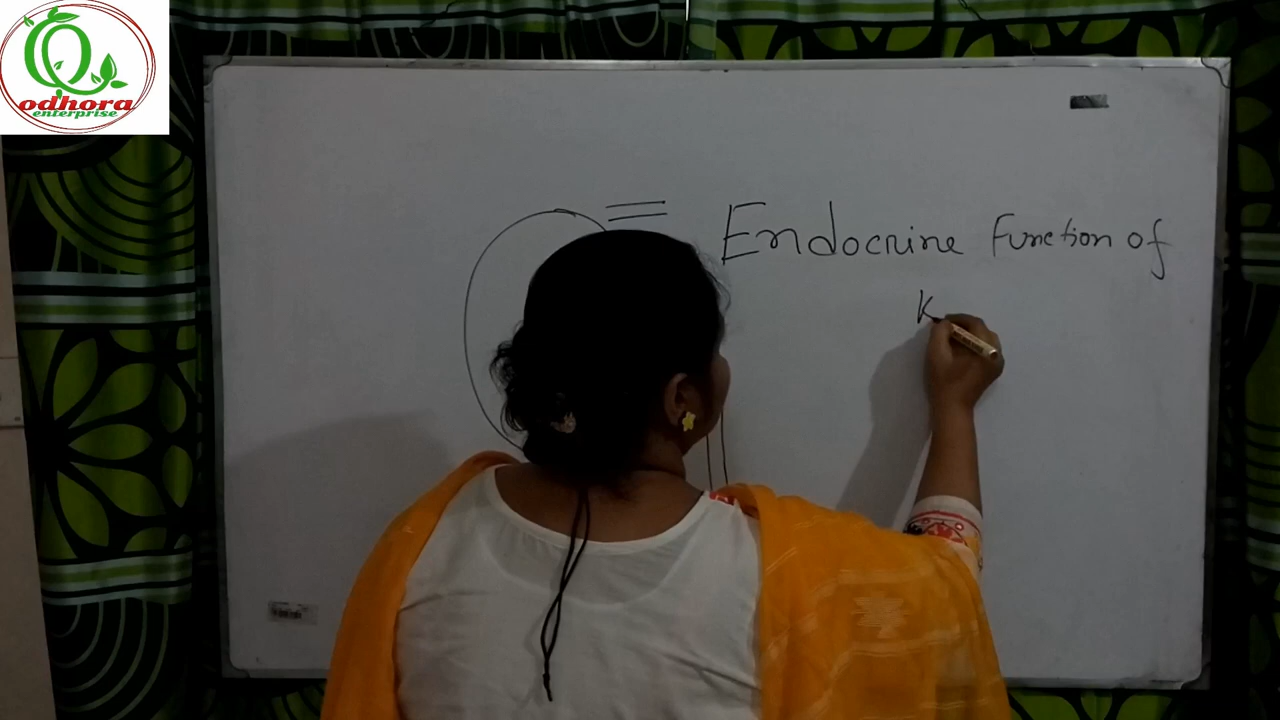 odhora
enterprise
Endocrine Function of
K